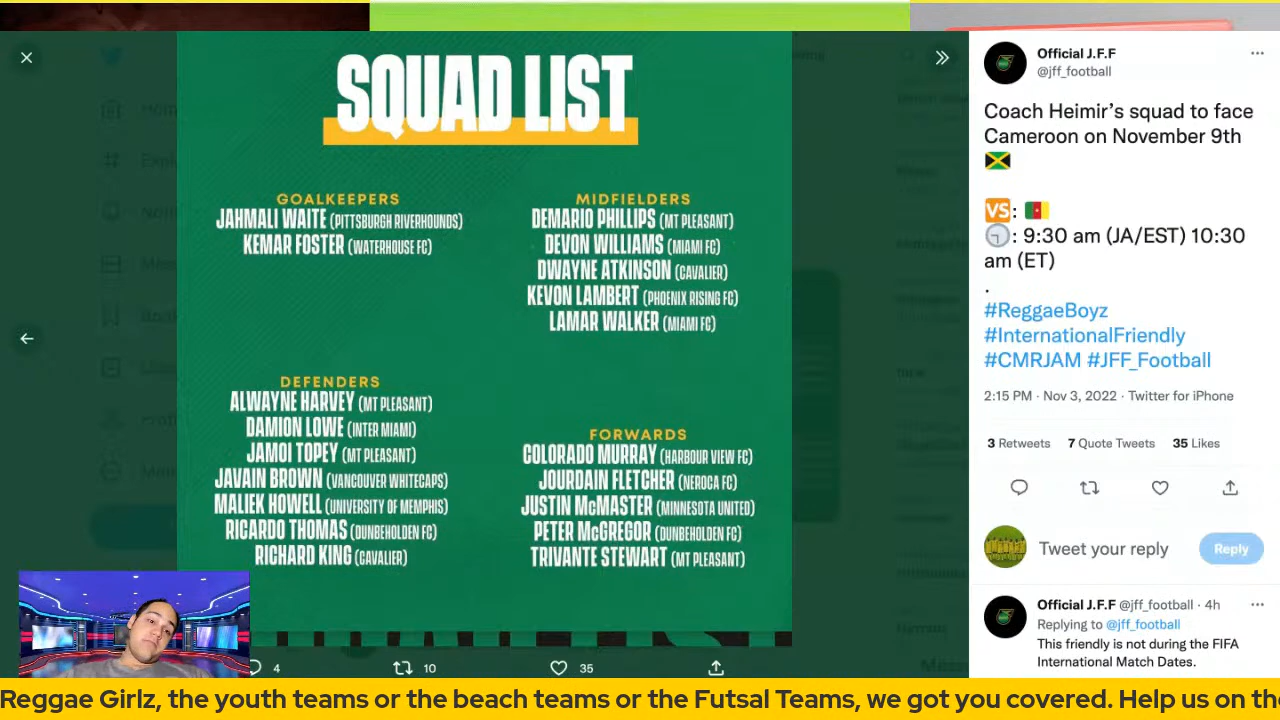 SQUAD LIST
GOALKEEPERS
JAHMALI WAITE (PITTSBURGH RIVERHOUNDS)
KEMAR FOSTER (WATERHOUSE FC)
DEFENDERS
ALWAYNE HARVEY (MT PLEASANT)
DAMION LOWE (INTER MIAMI)
JAMOI TOPEY (MT PLEASANT)
JAVAIN BROWN (VANCOUVER WHITECAPS)
MALIEK HOWELL (UNIVERSITY OF MEMPHIS)
RICARDO THOMAS (DUNBEHOLDEN FC)
RICHARD KING (CAVALIER)
MIDFIELDERS
DEMARIO PHILLIPS (MT PLEASANT)
DEVON WILLIAMS (MIAMI FC)
DWAYNE ATKINSON (CAVALIER)
KEVON LAMBERT (PHOENIX RISING FC)
LAMAR WALKER (MIAMI FC)
FORWARDS
COLORADO MURRAY (HARBOUR VIEW FC)
JOURDAIN FLETCHER (NEROCA FC)
JUSTIN McMASTER (MINNESOTA UNITED)
PETER McGREGOR (DUNBEHOLDEN FC)
TRIVANTE STEWART (MT PLEASANT)
4 10 35
Official J.F.F
@jff_football
Coach Heimir’s squad to face
Cameroon on November 9th
🇯🇲
🆚: 🇨🇲
🕤: 9:30 am (JA/EST) 10:30
am (ET)
.
#ReggaeBoyz
#InternationalFriendly
#CMRJAM #JFF_Football
2:15 PM · Nov 3, 2022 · Twitter for iPhone
3 Retweets 7 Quote Tweets 35 Likes
Tweet your reply
Reply
Official J.F.F @jff_football · 4h
Replying to @jff_football
This friendly is not during the FIFA
International Match Dates.
Reggae Girlz, the youth teams or the beach teams or the Futsal Teams, we got you covered. Help us on the